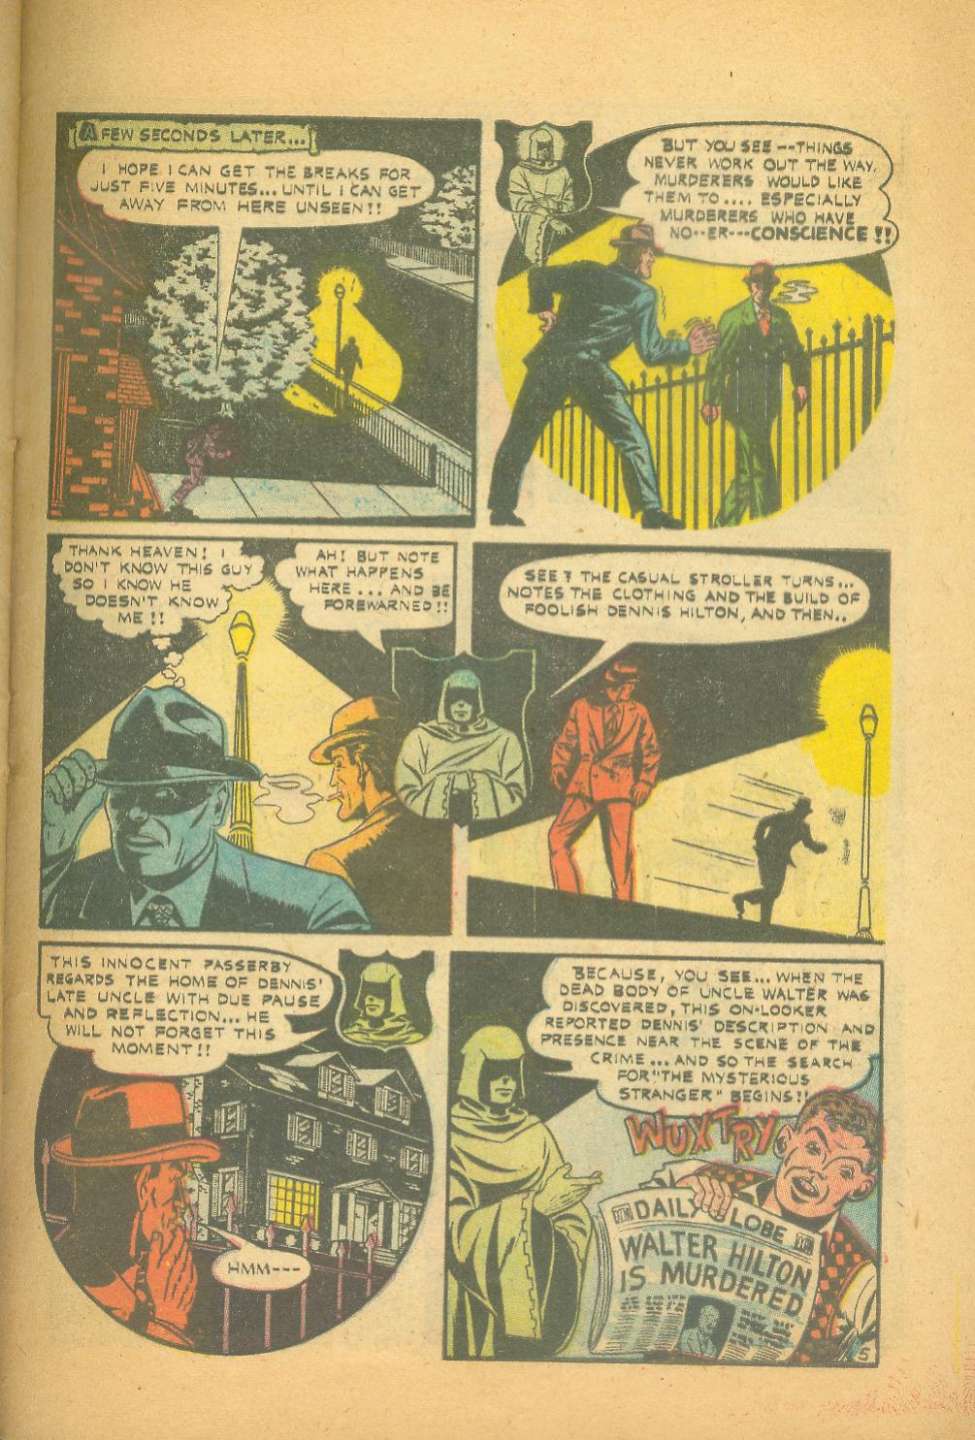 A FEW SECONDS LATER...
I HOPE I CAN GET THE BREAKS FOR
JUST FIVE MINUTES... UNTIL I CAN GET
AWAY FROM HERE UNSEEN!!
BUT YOU SEE --THINGS
NEVER WORK OUT THE WAY,
MURDERERS WOULD LIKE
THEM TO.... ESPECIALLY
MURDERERS WHO HAVE
NO--ER---CONSCIENCE!!
THANK HEAVEN! I
DON'T KNOW THIS GUY
SO I KNOW HE
DOESN'T KNOW
ME!!
AH! BUT NOTE
WHAT HAPPENS
HERE... AND BE
FOREWARNED!!
SEE? THE CASUAL STROLLER TURNS...
NOTES THE CLOTHING AND THE BUILD OF
FOOLISH DENNIS HILTON, AND THEN..
THIS INNOCENT PASSERBY
REGARDS THE HOME OF DENNIS'
LATE UNCLE WITH DUE PAUSE
AND REFLECTION... HE
WILL NOT FORGET THIS
MOMENT!!
HMM---
BECAUSE, YOU SEE... WHEN THE
DEAD BODY OF UNCLE WALTER WAS
DISCOVERED, THIS ON-LOOKER
REPORTED DENNIS' DESCRIPTION AND
PRESENCE NEAR THE SCENE OF THE
CRIME... AND SO THE SEARCH
FOR "THE MYSTERIOUS
STRANGER" BEGINS!!
WUXTRY
DAILY GLOBE
WALTER HILTON
IS MURDERED
5